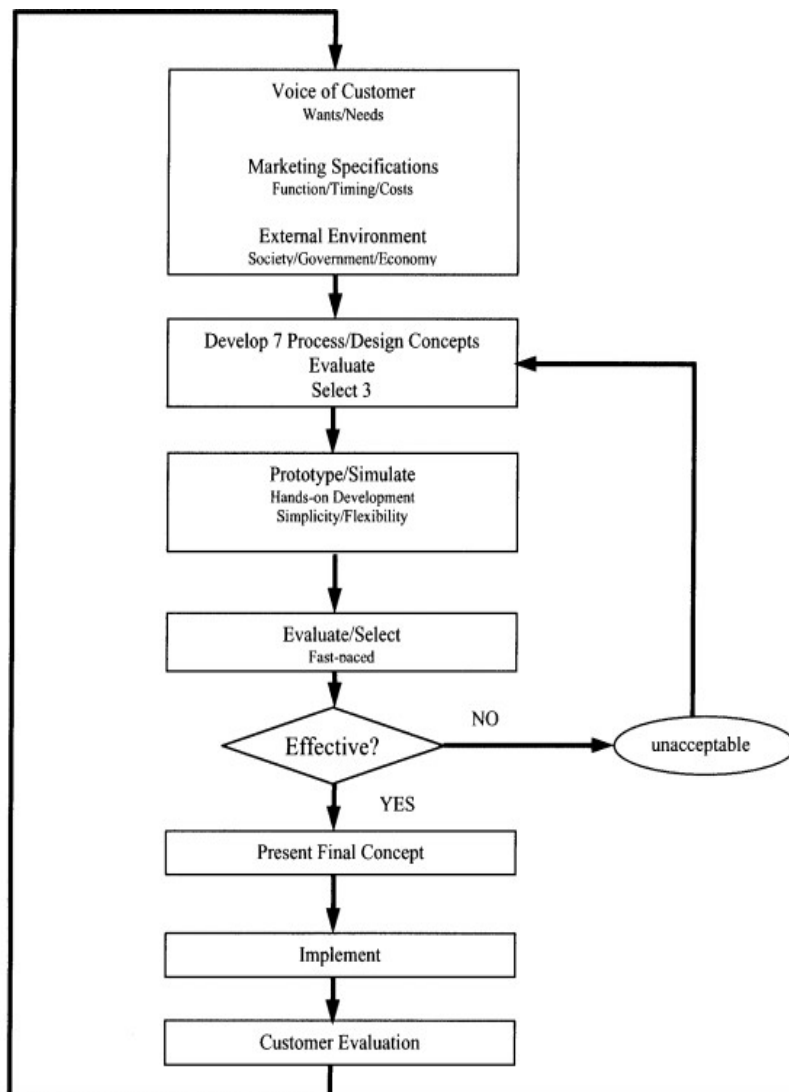 Voice of Customer
Wants/Needs
Marketing Specifications
Function/Timing/Costs
External Environment
Society/Government/Economy
Develop 7 Process/Design Concepts
Evaluate
Select 3
Prototype/Simulate
Hands-on Development
Simplicity/Flexibility
Evaluate/Select
Fast-paced
Effective?
NO
unacceptable
YES
Present Final Concept
Implement
Customer Evaluation